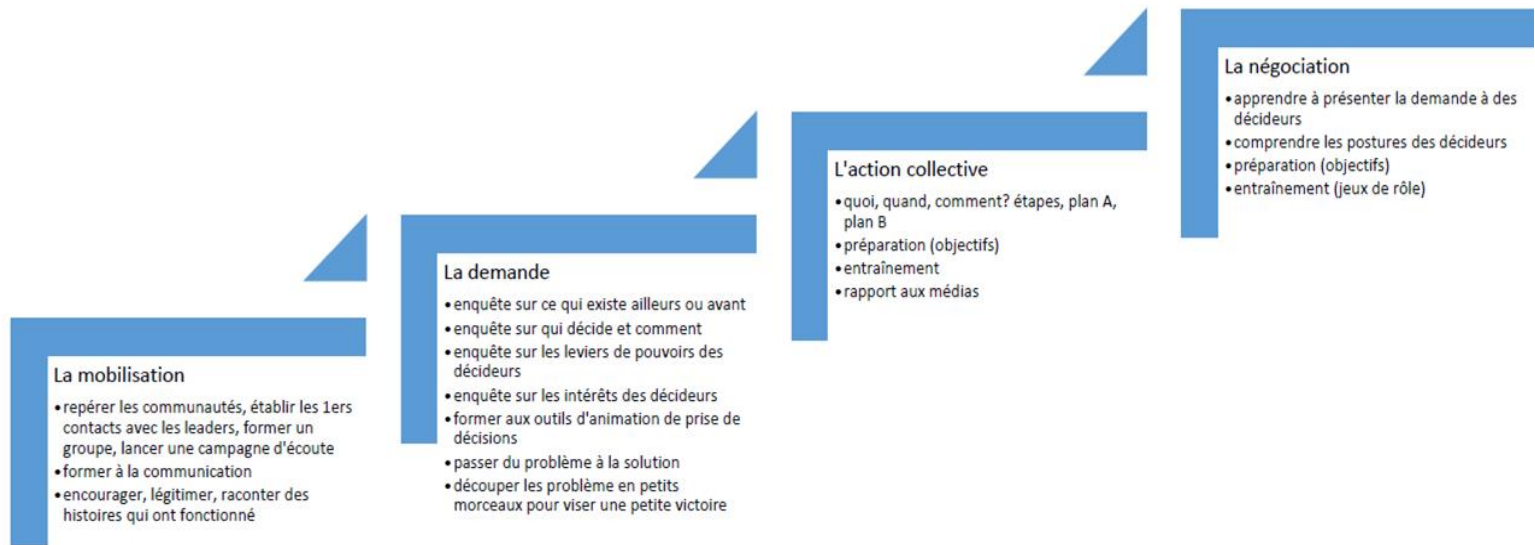 La mobilisation
•repérer les communautés, établir les 1ers
contacts avec les leaders, former un
groupe, lancer une campagne d'écoute
•former à la communication
•encourager, légitimer, raconter des
histoires qui ont fonctionné
La demande
•enquête sur ce qui existe ailleurs ou avant
•enquête sur qui décide et comment
•enquête sur les leviers de pouvoirs des
décideurs
•enquête sur les intérêts des décideurs
•former aux outils d'animation de prise de
décisions
•passer du problème à la solution
•découper les problème en petits
morceaux pour viser une petite victoire
L'action collective
•quoi, quand, comment? étapes, plan A,
plan B
•préparation (objectifs)
•entraînement
•rapport aux médias
La négociation
•apprendre à présenter la demande à des
décideurs
•comprendre les postures des décideurs
•préparation (objectifs)
•entraînement (jeux de rôle)